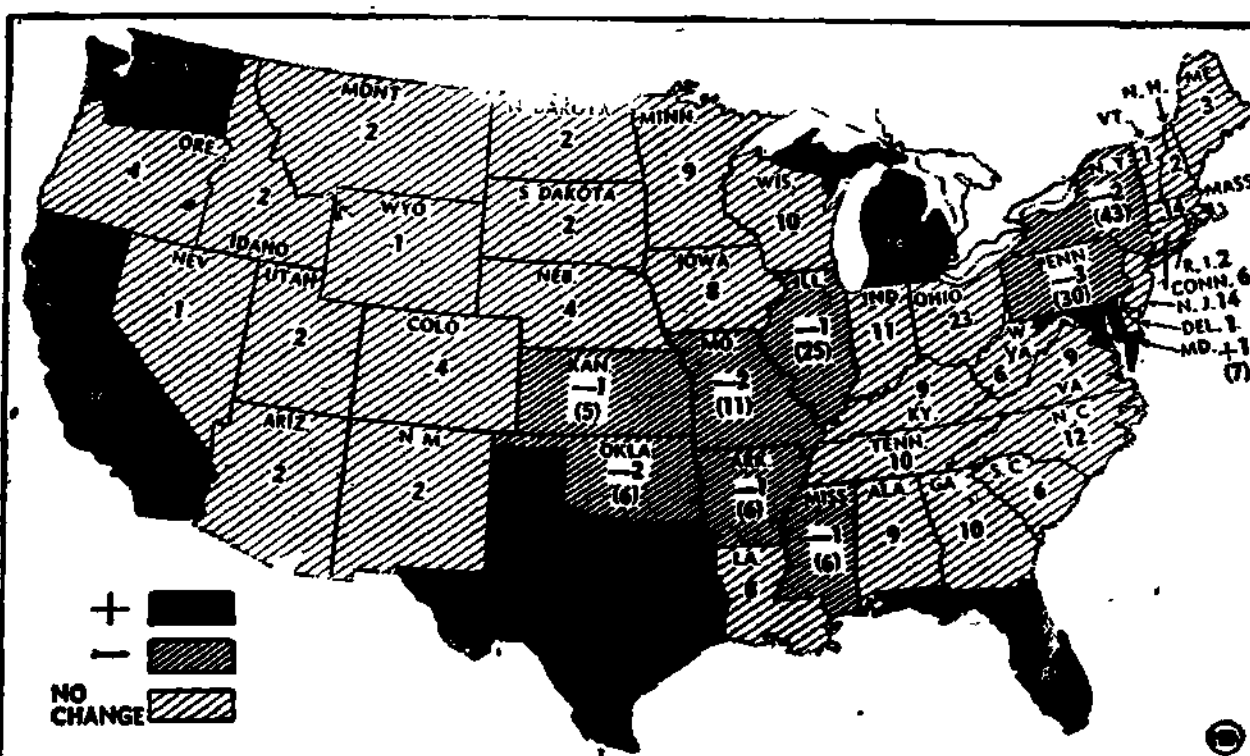 MONT
2
N. DAKOTA
2
MINN.
9
ORE.
4
2
IDAHO
WYO
1
S DAKOTA
2
WIS.
10
N. H.
VT.
1
ME.
3
N. Y.
—2
(43)
2
MASS.
14
NEV
1
UTAH
2
COLO
4
NEB.
4
IOWA
8
ILL.
—1
(25)
IND.
11
OHIO
23
PENN.
—3
(30)
R. I. 2
CONN. 6
N. J. 14
DEL. 1
MD. +1
(7)
W
VA
6
9
VA
KAN.
—1
(5)
MO.
—2
(11)
9
KY.
N. C.
12
TENN.
10
ARIZ.
2
N. M.
2
OKLA.
—2
(6)
ARK.
—1
(6)
MISS.
—1
(6)
ALA
9
GA
10
S. C.
6
LA.
+
—
NO
CHANGE